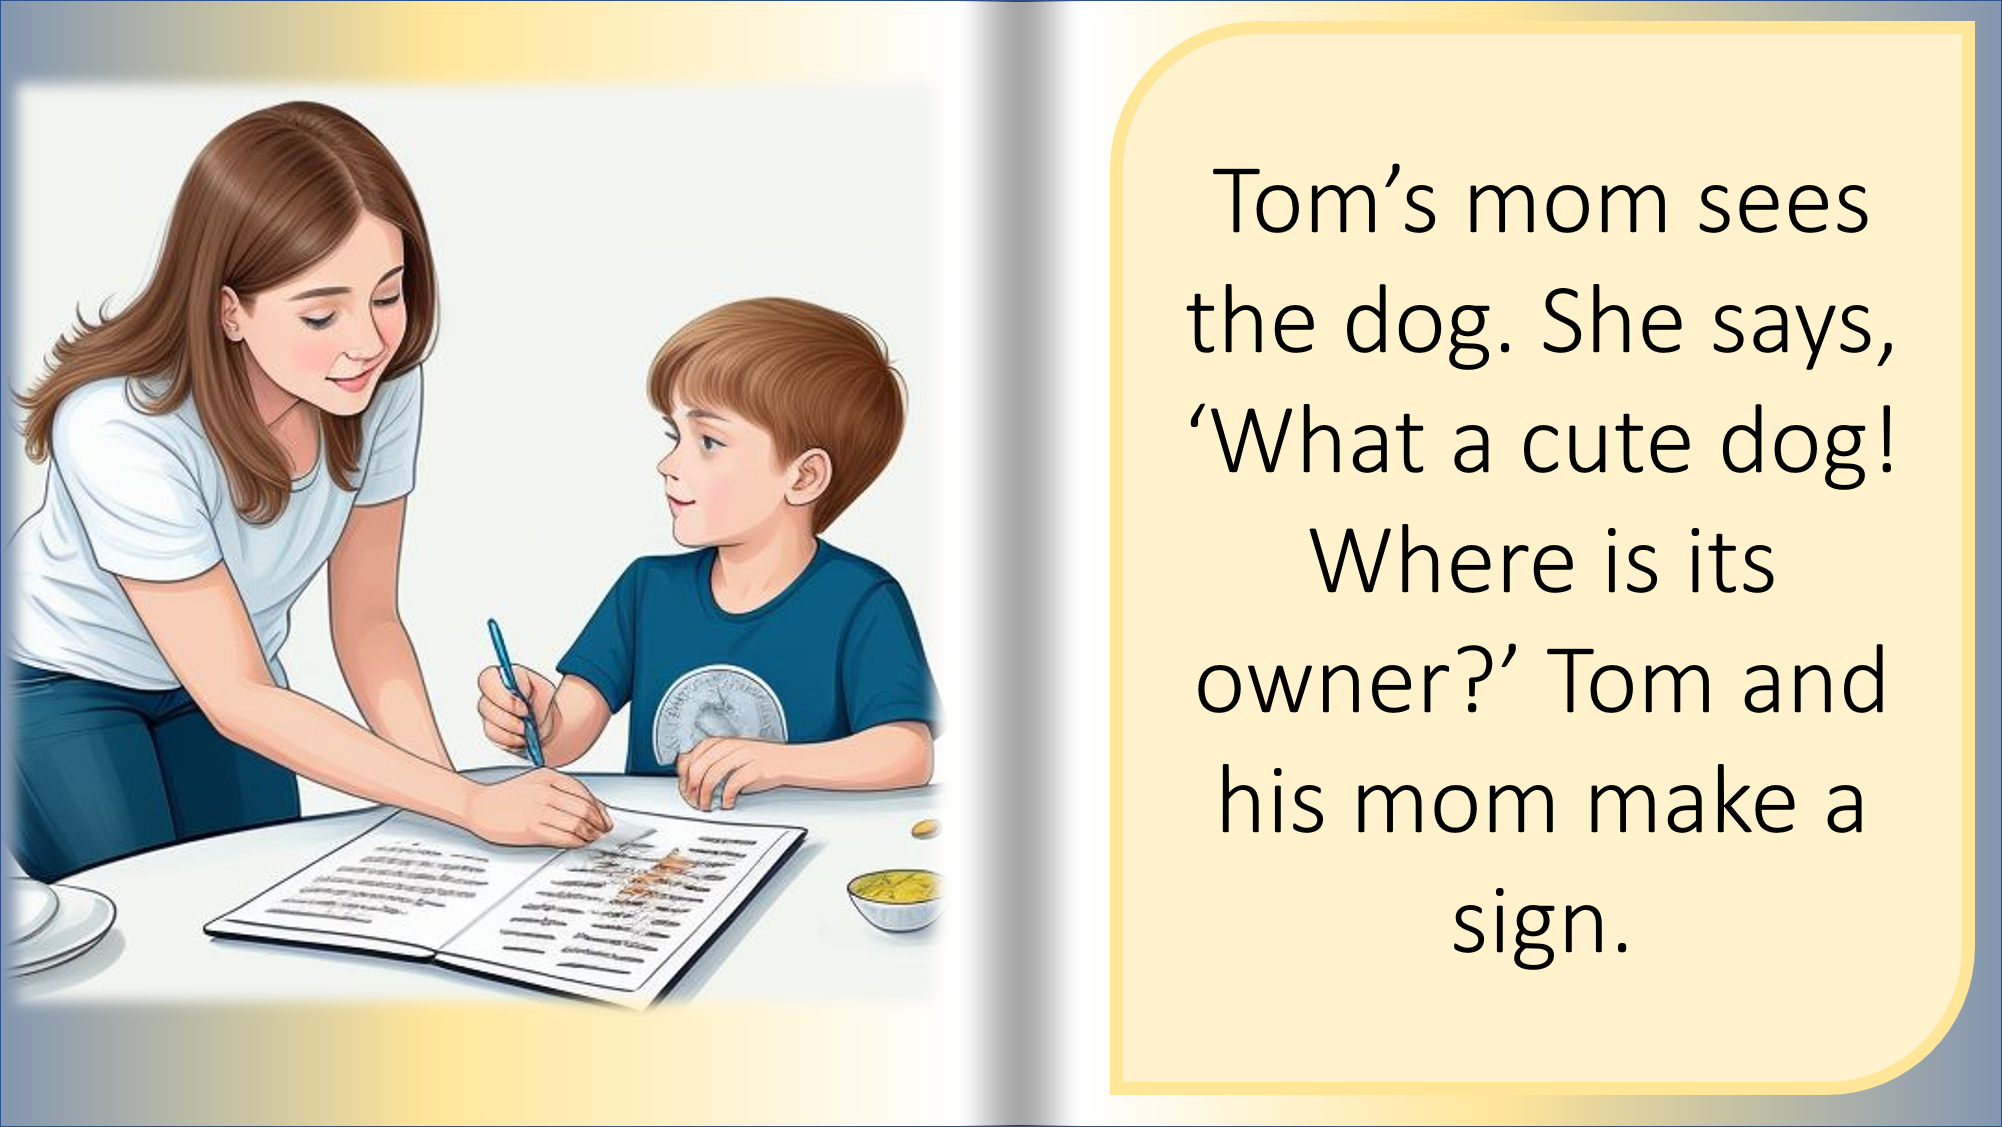 Tom’s mom sees
the dog. She says,
‘What a cute dog!
Where is its
owner?’ Tom and
his mom make a
sign.